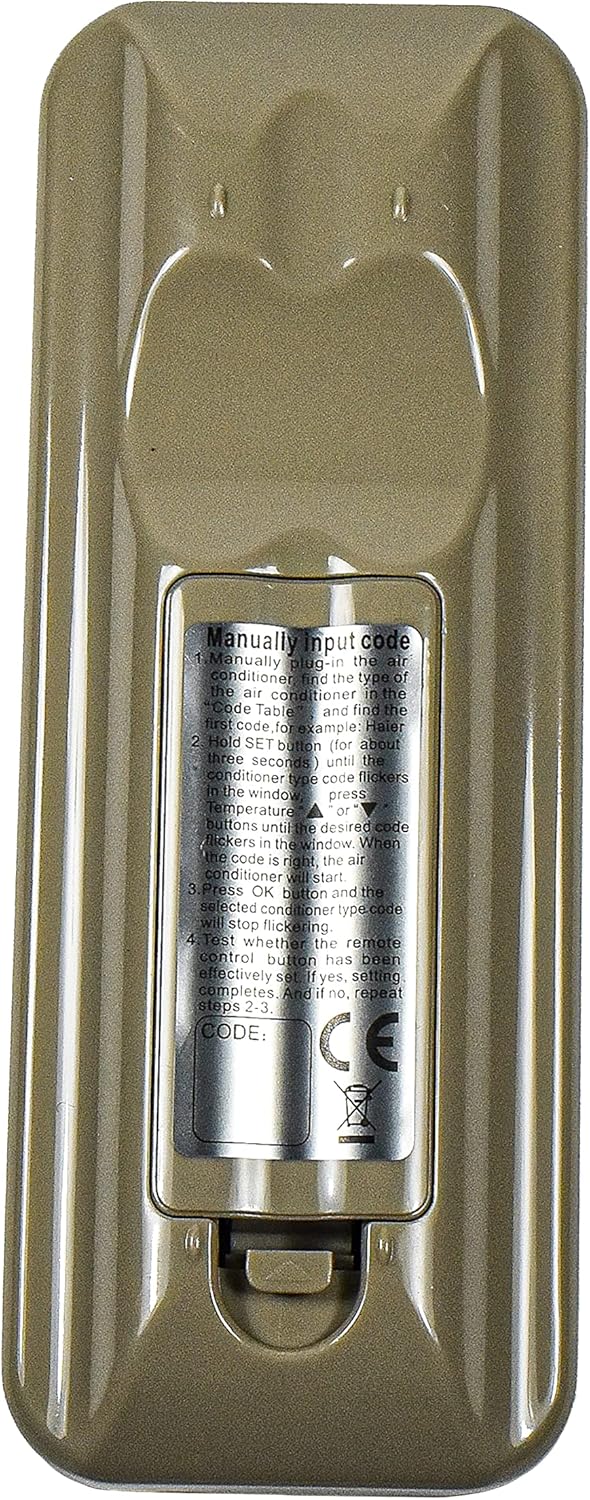 Manually input code
1.Manually plug-in the air
conditioner, find the type of
the air conditioner in the
"Code Table" , and find the
first code,for example: Haier
2. Hold SET button (for about
three seconds) until the
conditioner type code flickers
in the window, press
Temperature "▲" or "▼"
buttons until the desired code
flickers in the window. When
the code is right, the air
conditioner will start.
3.Press OK button and the
selected conditioner type code
will stop flickering.
4.Test whether the remote
control button has been
effectively set. If yes, setting
completes. And if no, repeat
steps 2-3.
CODE:
CE